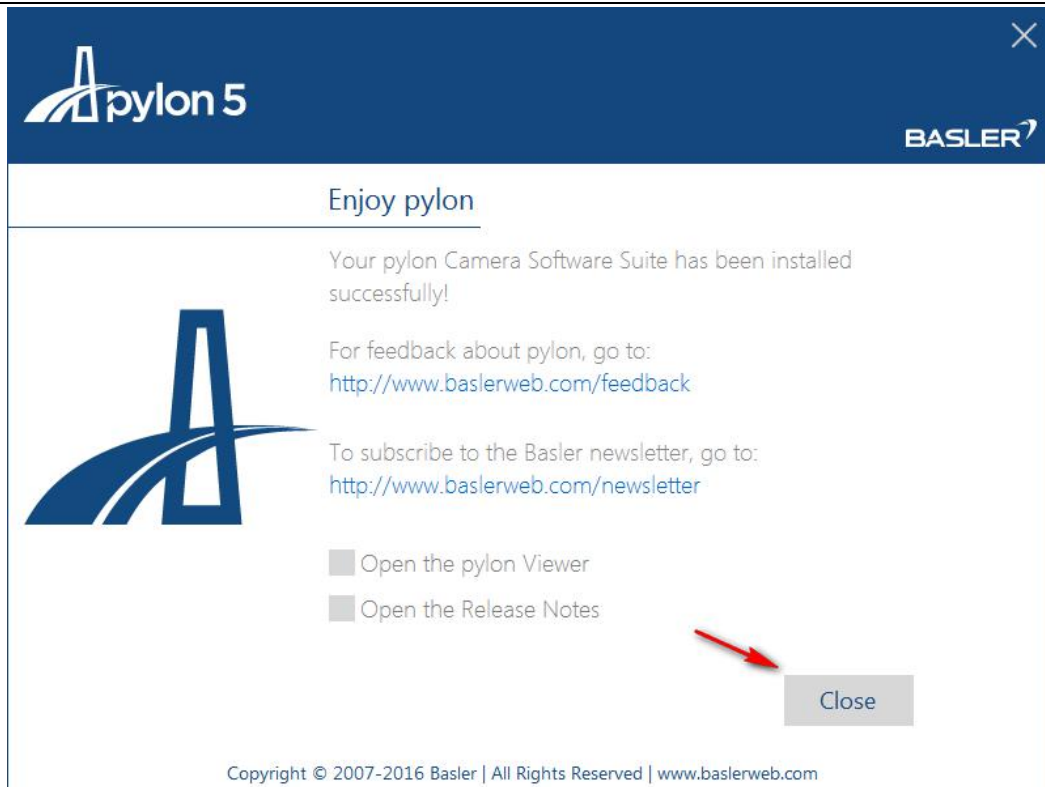 pylon 5
BASLER
Enjoy pylon
Your pylon Camera Software Suite has been installed
successfully!
For feedback about pylon, go to:
http://www.baslerweb.com/feedback
To subscribe to the Basler newsletter, go to:
http://www.baslerweb.com/newsletter
Open the pylon Viewer
Open the Release Notes
Close
Copyright © 2007-2016 Basler | All Rights Reserved | www.baslerweb.com